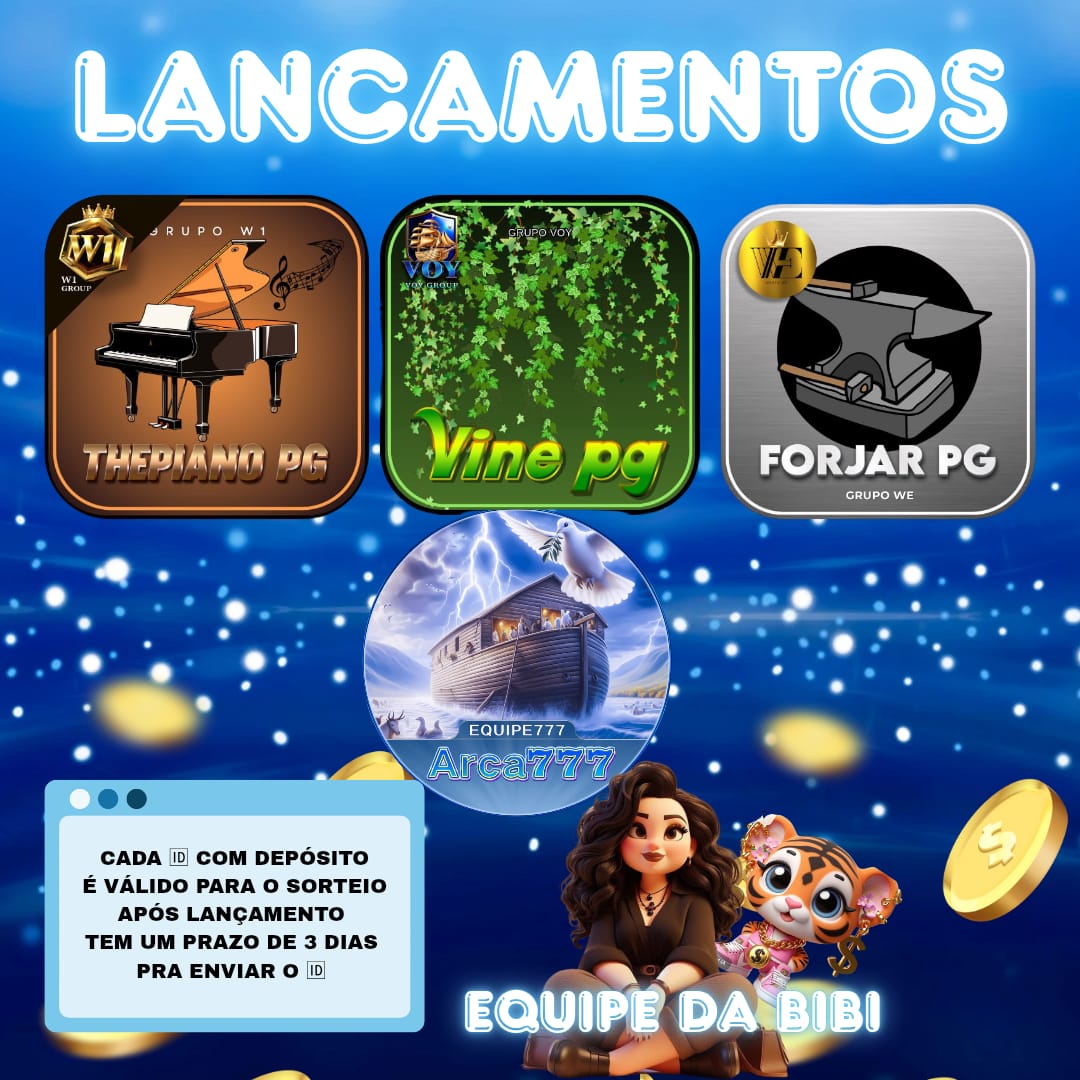 LANCAMENTOS
GRUPO W1
W1
W1
GROUP
THEPIANO PG
GRUPO VOY
VOY
VOY GROUP
Vine pg
WE
FORJAR PG
GRUPO WE
EQUIPE777
Arca777
CADA 🆔 COM DEPÓSITO
É VÁLIDO PARA O SORTEIO
APÓS LANÇAMENTO
TEM UM PRAZO DE 3 DIAS
PRA ENVIAR O 🆔
EQUIPE DA BIBI